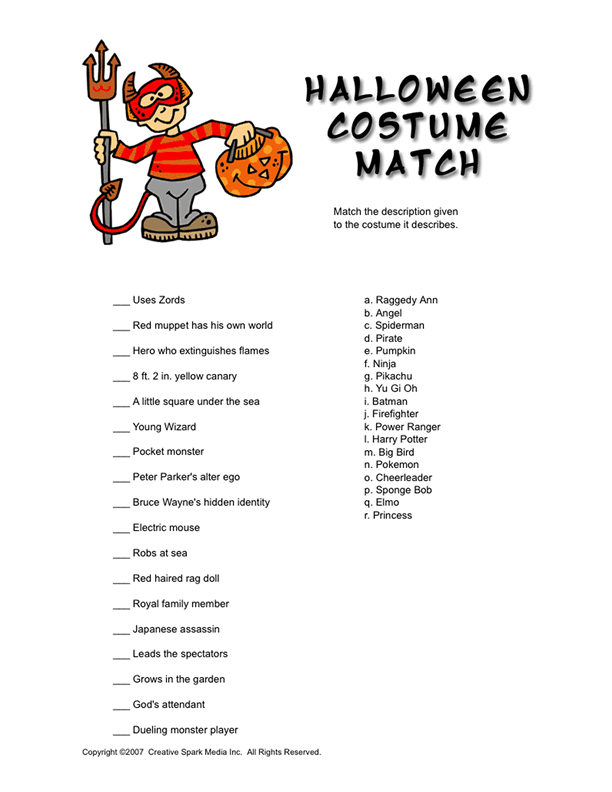 HALLOWEEN
COSTUME
MATCH
Match the description given
to the costume it describes.
___ Uses Zords
___ Red muppet has his own world
___ Hero who extinguishes flames
___ 8 ft. 2 in. yellow canary
___ A little square under the sea
___ Young Wizard
___ Pocket monster
___ Peter Parker's alter ego
___ Bruce Wayne's hidden identity
___ Electric mouse
___ Robs at sea
___ Red haired rag doll
___ Royal family member
___ Japanese assassin
___ Leads the spectators
___ Grows in the garden
___ God's attendant
___ Dueling monster player
a. Raggedy Ann
b. Angel
c. Spiderman
d. Pirate
e. Pumpkin
f. Ninja
g. Pikachu
h. Yu Gi Oh
i. Batman
j. Firefighter
k. Power Ranger
l. Harry Potter
m. Big Bird
n. Pokemon
o. Cheerleader
p. Sponge Bob
q. Elmo
r. Princess
Copyright ©2007 Creative Spark Media Inc. All Rights Reserved.